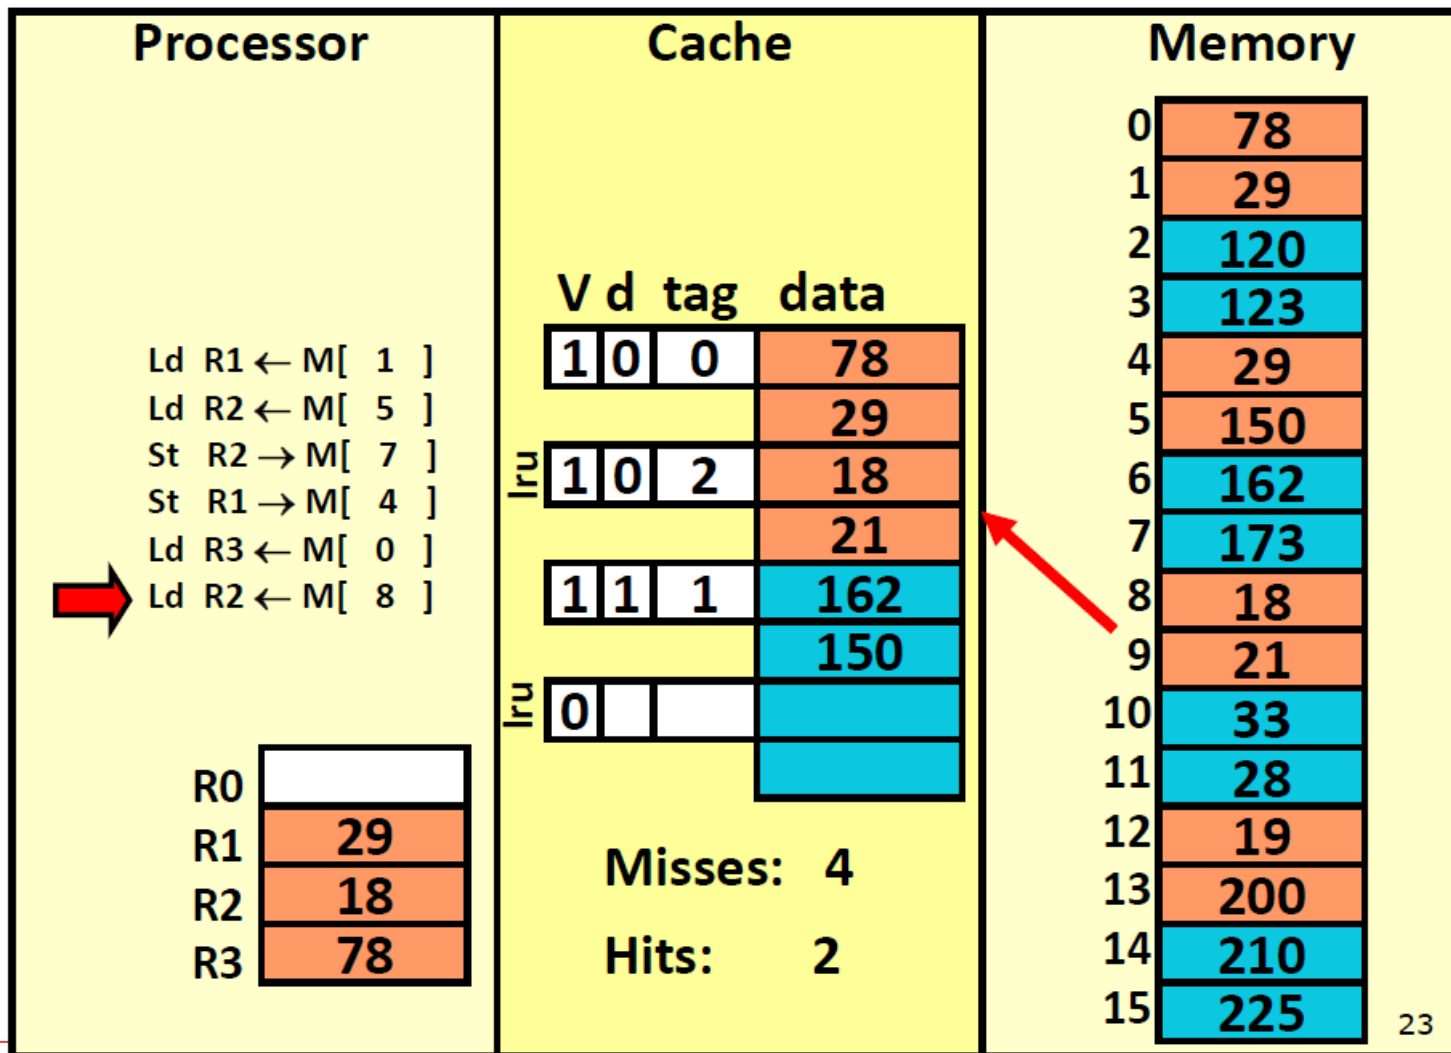 Processor
Ld R1 ← M[ 1 ]
Ld R2 ← M[ 5 ]
St R2 → M[ 7 ]
St R1 → M[ 4 ]
Ld R3 ← M[ 0 ]
Ld R2 ← M[ 8 ]
R0
R1 29
R2 18
R3 78
Cache
V d tag data
1 0 0 78
29
lru 1 0 2 18
21
1 1 1 162
150
lru 0
Misses: 4
Hits: 2
Memory
0 78
1 29
2 120
3 123
4 29
5 150
6 162
7 173
8 18
9 21
10 33
11 28
12 19
13 200
14 210
15 225
23